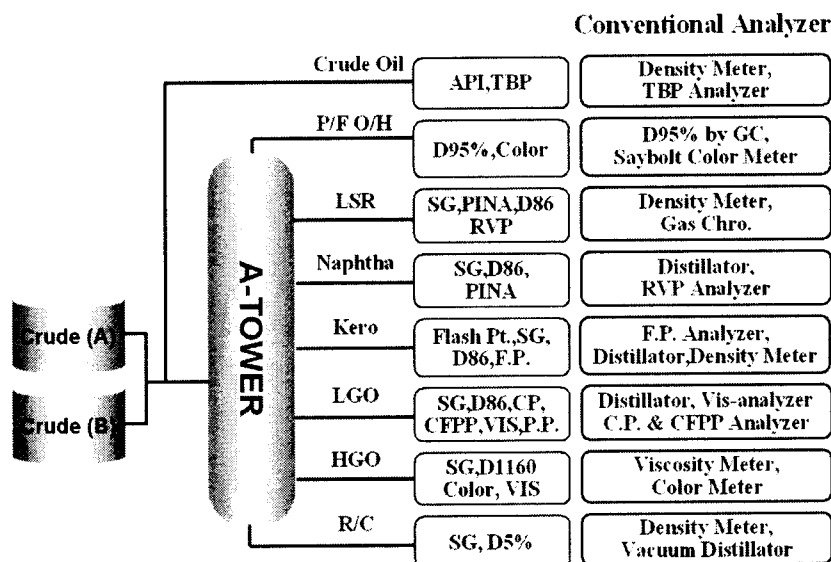 Conventional Analyzer
Crude Oil
API,TBP
Density Meter,
TBP Analyzer
P/F O/H
D95%,Color
D95% by GC,
Saybolt Color Meter
LSR
SG,PINA,D86
RVP
Density Meter,
Gas Chro.
Naphtha
SG,D86,
PINA
Distillator,
RVP Analyzer
Kero
Flash Pt.,SG,
D86,F.P.
F.P. Analyzer,
Distillator,Density Meter
LGO
SG,D86,CP,
CFPP,VIS,P.P.
Distillator, Vis-analyzer
C.P. & CFPP Analyzer
HGO
SG,D1160
Color, VIS
Viscosity Meter,
Color Meter
R/C
SG, D5%
Density Meter,
Vacuum Distillator
A-TOWER
Crude (A)
Crude (B)